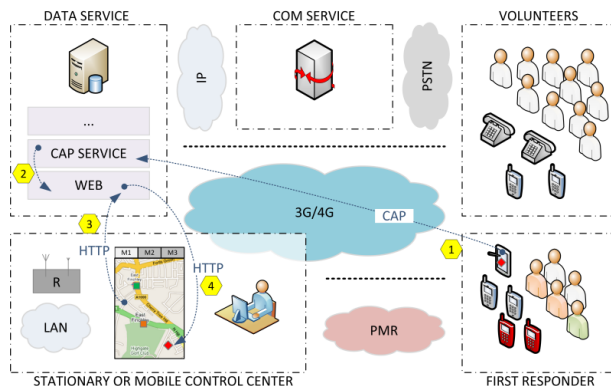 DATA SERVICE
COM SERVICE
VOLUNTEERS
IP
PSTN
...
CAP SERVICE
2
WEB
3G/4G
CAP
3
1
HTTP
M1 M2 M3
HTTP
4
R
LAN
PMR
STATIONARY OR MOBILE CONTROL CENTER
FIRST RESPONDER